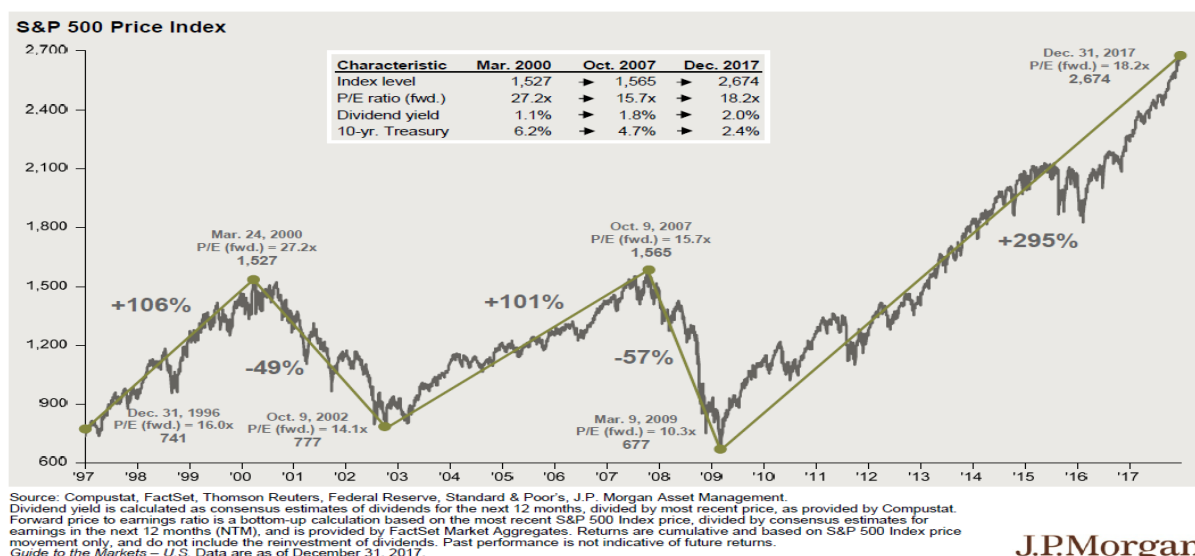 S&P 500 Price Index
2,700
2,400
2,100
1,800
1,500
1,200
900
600
Characteristic Mar. 2000 Oct. 2007 Dec. 2017
Index level 1,527 → 1,565 → 2,674
P/E ratio (fwd.) 27.2x → 15.7x → 18.2x
Dividend yield 1.1% → 1.8% → 2.0%
10-yr. Treasury 6.2% → 4.7% → 2.4%
Dec. 31, 2017
P/E (fwd.) = 18.2x
2,674
Mar. 24, 2000
P/E (fwd.) = 27.2x
1,527
Oct. 9, 2007
P/E (fwd.) = 15.7x
1,565
+295%
+106%
+101%
-49%
-57%
Dec. 31, 1996
P/E (fwd.) = 16.0x
741
Oct. 9, 2002
P/E (fwd.) = 14.1x
777
Mar. 9, 2009
P/E (fwd.) = 10.3x
677
'97 '98 '99 '00 '01 '02 '03 '04 '05 '06 '07 '08 '09 '10 '11 '12 '13 '14 '15 '16 '17
Source: Compustat, FactSet, Thomson Reuters, Federal Reserve, Standard & Poor's, J.P. Morgan Asset Management.
Dividend yield is calculated as consensus estimates of dividends for the next 12 months, divided by most recent price, as provided by Compustat.
Forward price to earnings ratio is a bottom-up calculation based on the most recent S&P 500 Index price, divided by consensus estimates for
earnings in the next 12 months (NTM), and is provided by FactSet Market Aggregates. Returns are cumulative and based on S&P 500 Index price
movement only, and do not include the reinvestment of dividends. Past performance is not indicative of future returns.
Guide to the Markets – U.S. Data are as of December 31, 2017.
J.P.Morgan